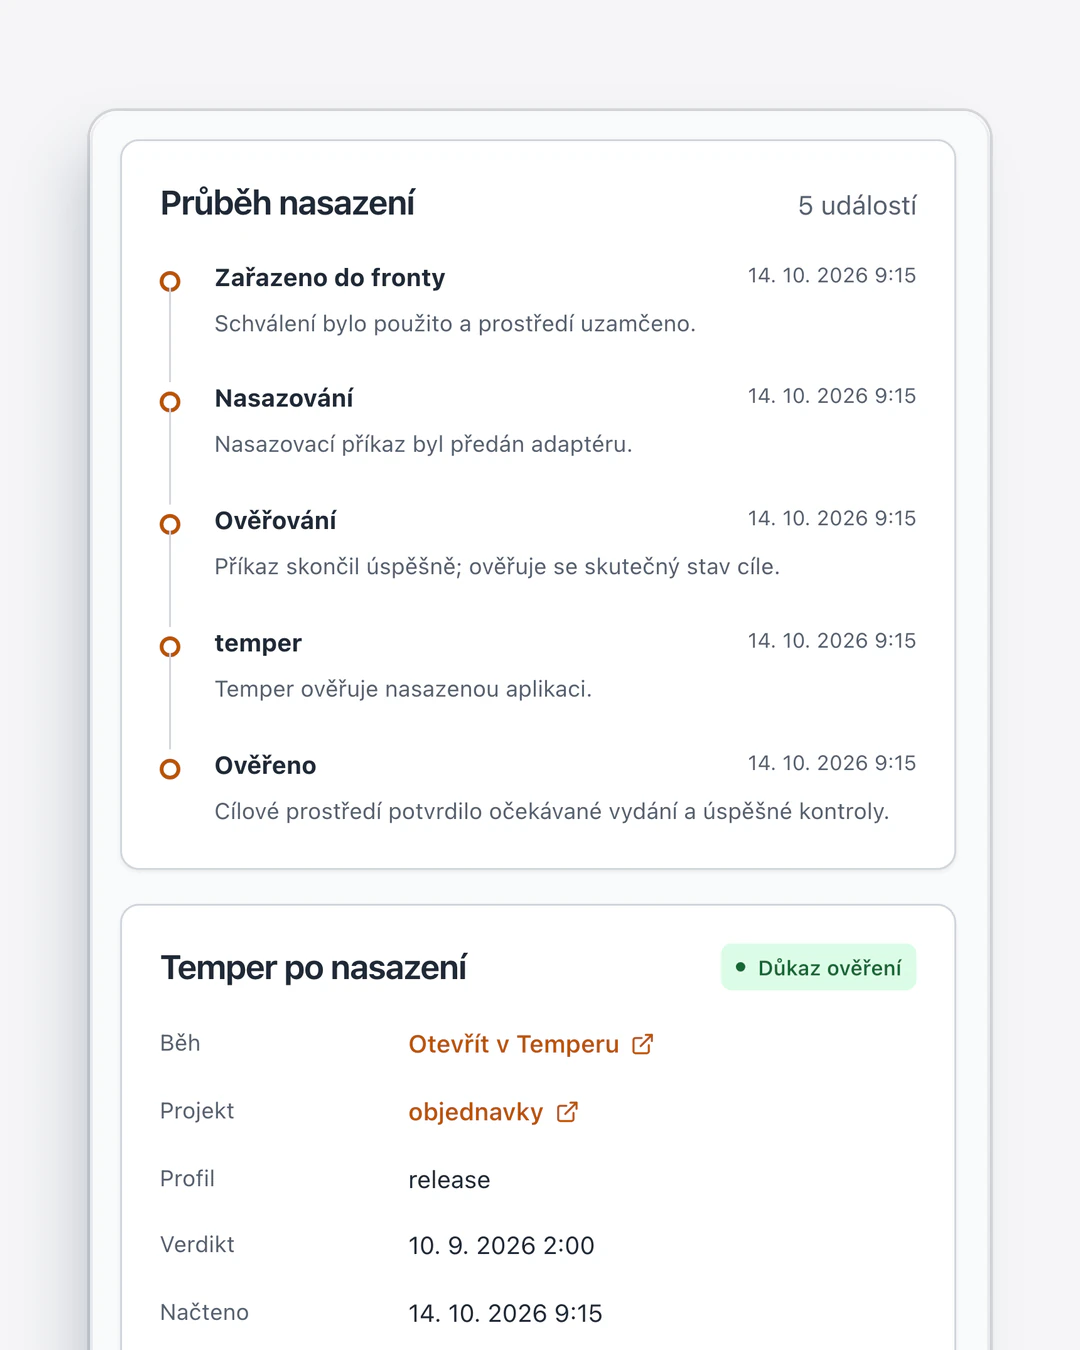 Průběh nasazení
5 událostí
Zařazeno do fronty
14. 10. 2026 9:15
Schválení bylo použito a prostředí uzamčeno.
Nasazování
14. 10. 2026 9:15
Nasazovací příkaz byl předán adaptéru.
Ověřování
14. 10. 2026 9:15
Příkaz skončil úspěšně; ověřuje se skutečný stav cíle.
temper
14. 10. 2026 9:15
Temper ověřuje nasazenou aplikaci.
Ověřeno
14. 10. 2026 9:15
Cílové prostředí potvrdilo očekávané vydání a úspěšné kontroly.
Temper po nasazení
Důkaz ověření
Běh
Otevřít v Temperu
Projekt
objednavky
Profil
release
Verdikt
10. 9. 2026 2:00
Načteno
14. 10. 2026 9:15